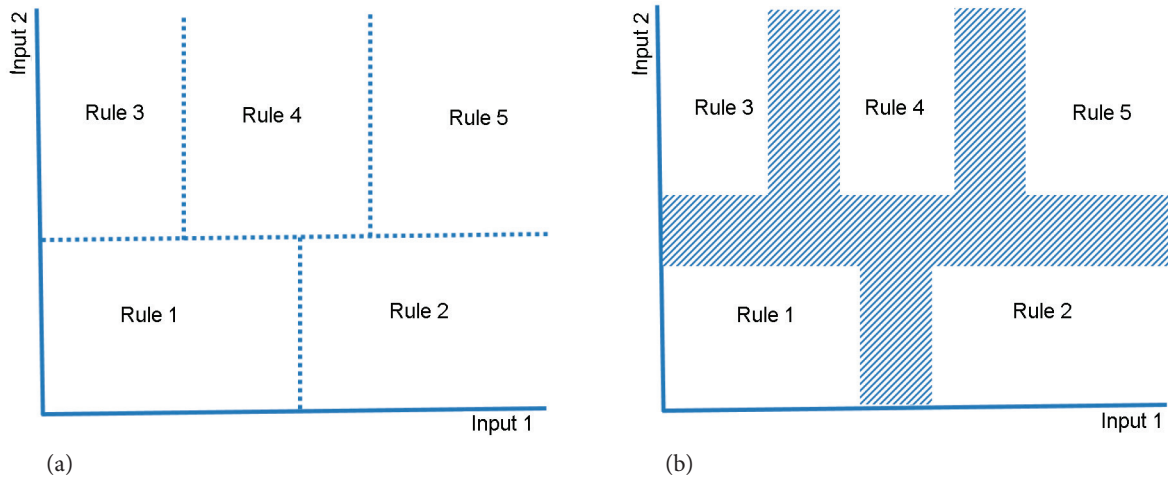 Input 2
Rule 3
Rule 4
Rule 5
Rule 1
Rule 2
Input 1
(a)
Input 2
Rule 3
Rule 4
Rule 5
Rule 1
Rule 2
Input 1
(b)